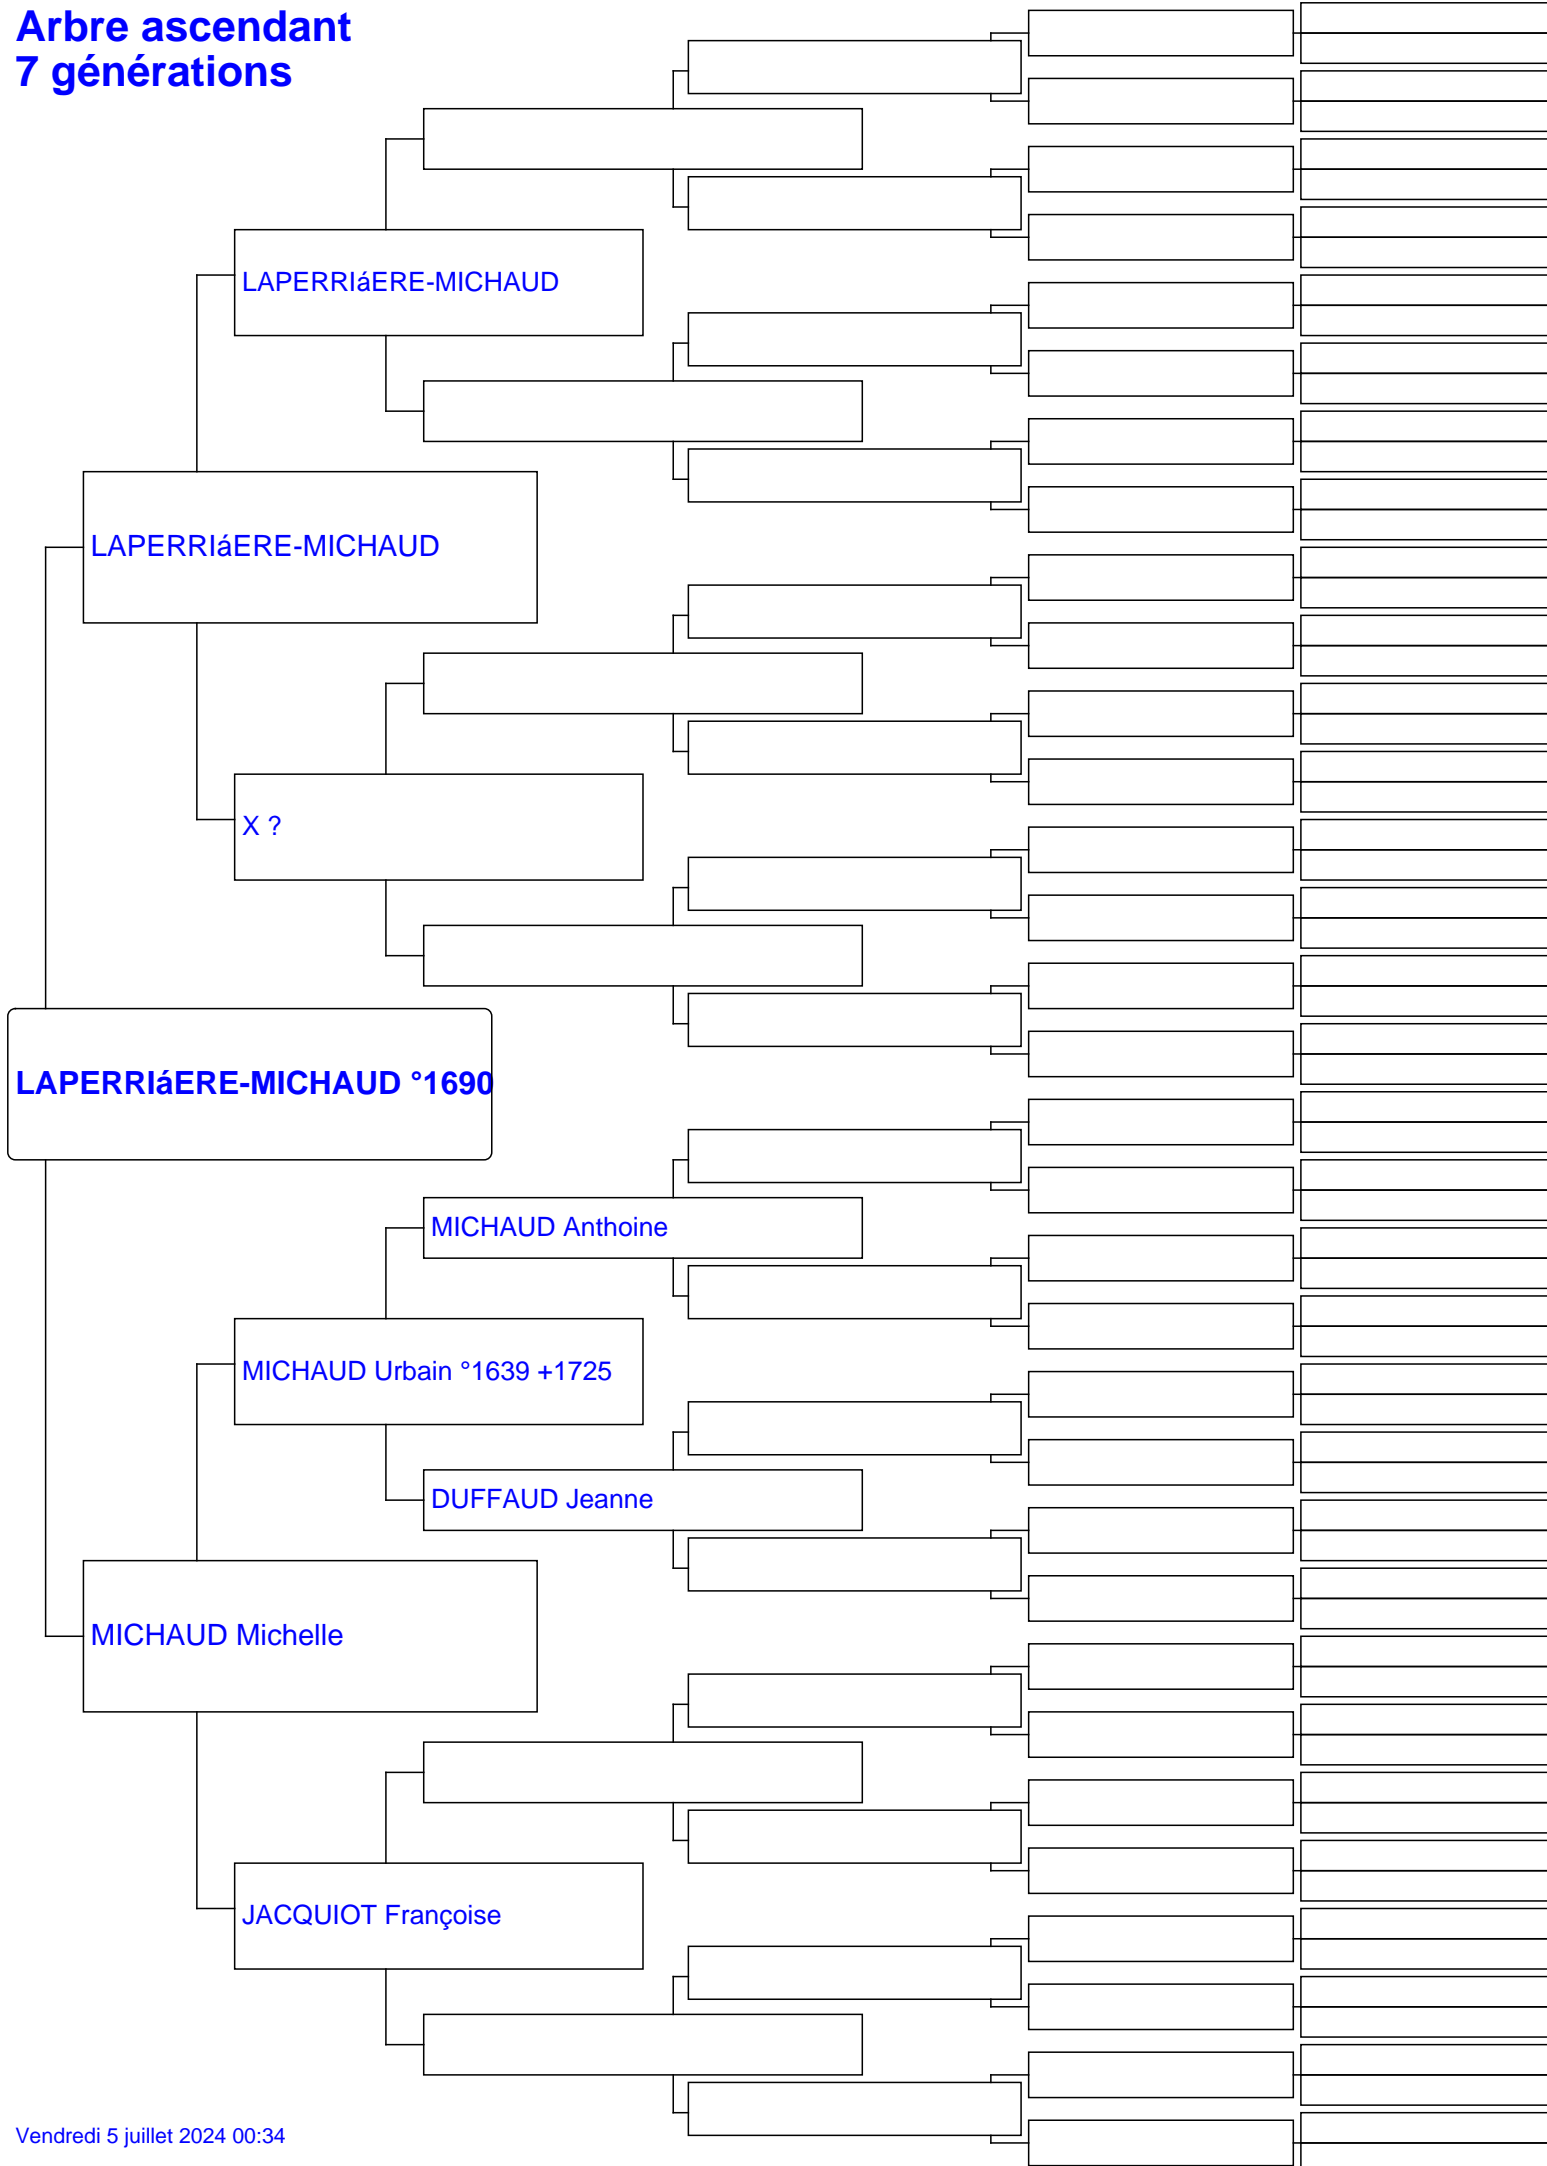 Arbre ascendant
7 générations
LAPERRIáERE-MICHAUD
LAPERRIáERE-MICHAUD
X ?
LAPERRIáERE-MICHAUD °1690
MICHAUD Anthoine
MICHAUD Urbain °1639 +1725
DUFFAUD Jeanne
MICHAUD Michelle
JACQUIOT Françoise
Vendredi 5 juillet 2024 00:34